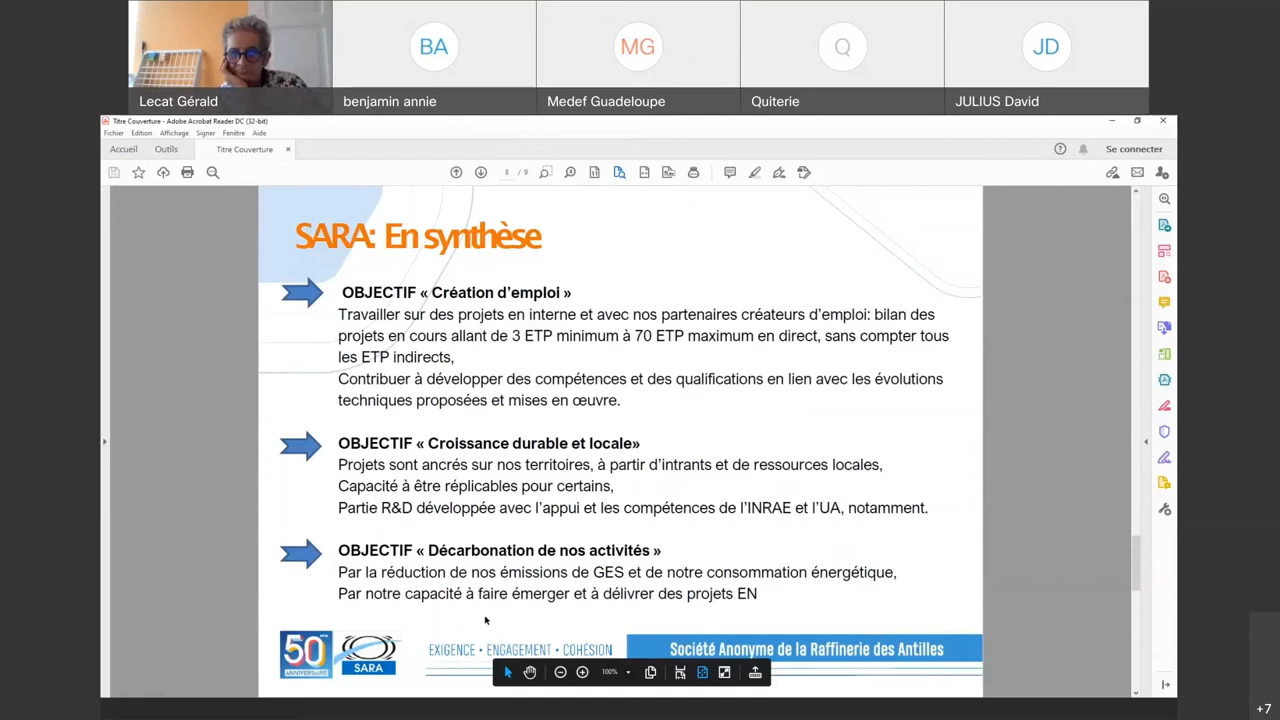 BA
MG
Q
JD
Lecat Gérald
benjamin annie
Medef Guadeloupe
Quiterie
JULIUS David
Titre Couverture - Adobe Acrobat Reader DC (32-bit)
Fichier Edition Affichage Signer Fenêtre Aide
Accueil Outils Titre Couverture
Se connecter
8 / 9
SARA: En synthèse
OBJECTIF « Création d'emploi »
Travailler sur des projets en interne et avec nos partenaires créateurs d'emploi: bilan des
projets en cours allant de 3 ETP minimum à 70 ETP maximum en direct, sans compter tous
les ETP indirects,
Contribuer à développer des compétences et des qualifications en lien avec les évolutions
techniques proposées et mises en œuvre.
OBJECTIF « Croissance durable et locale»
Projets sont ancrés sur nos territoires, à partir d'intrants et de ressources locales,
Capacité à être réplicables pour certains,
Partie R&D développée avec l'appui et les compétences de l'INRAE et l'UA, notamment.
OBJECTIF « Décarbonation de nos activités »
Par la réduction de nos émissions de GES et de notre consommation énergétique,
Par notre capacité à faire émerger et à délivrer des projets EN
50
ANNIVERSAIRE
SARA
EXIGENCE • ENGAGEMENT • COHÉSION
Société Anonyme de la Raffinerie des Antilles
100%
+7